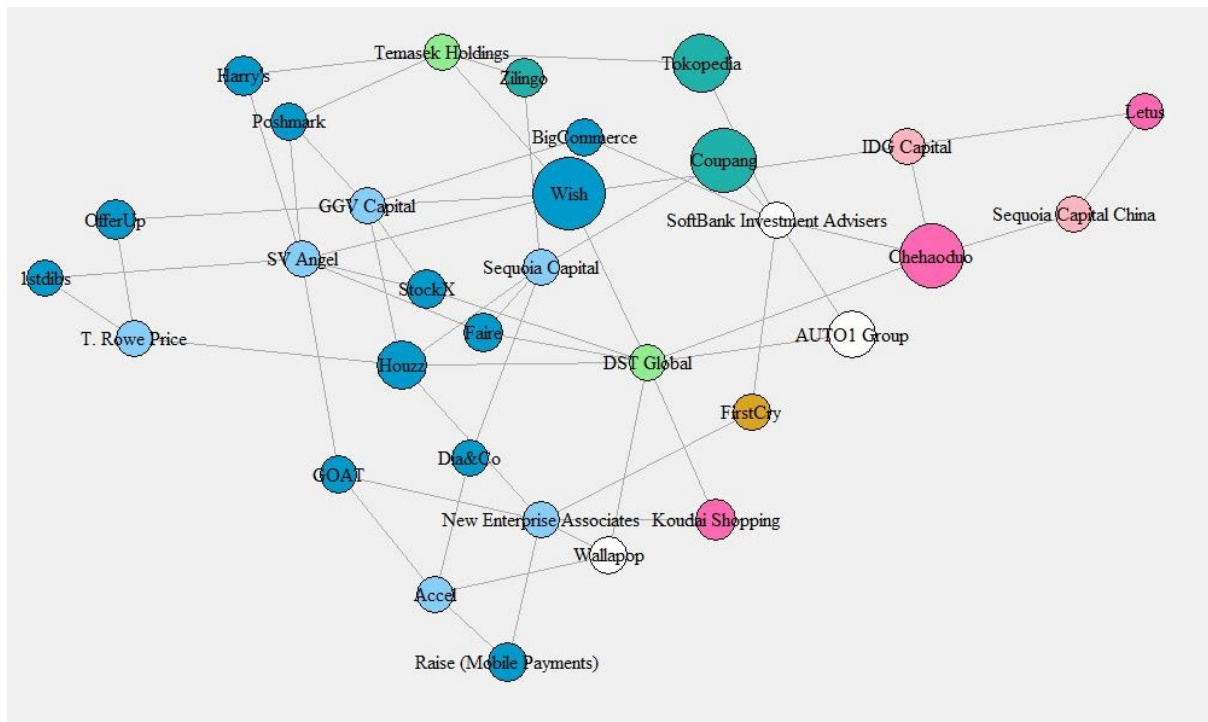 Temasek Holdings
Tokopedia
Harry's
Zilingo
Letus
Poshmark
BigCommerce
IDG Capital
Coupang
Wish
GGV Capital
OfferUp
SoftBank Investment Advisers
Sequoia Capital China
SV Angel
Sequoia Capital
Chehaoduo
1stdibs
StockX
Faire
T. Rowe Price
AUTO1 Group
Houzz
DST Global
FirstCry
Dia&Co
GOAT
New Enterprise Associates
Koudai Shopping
Wallapop
Accel
Raise (Mobile Payments)